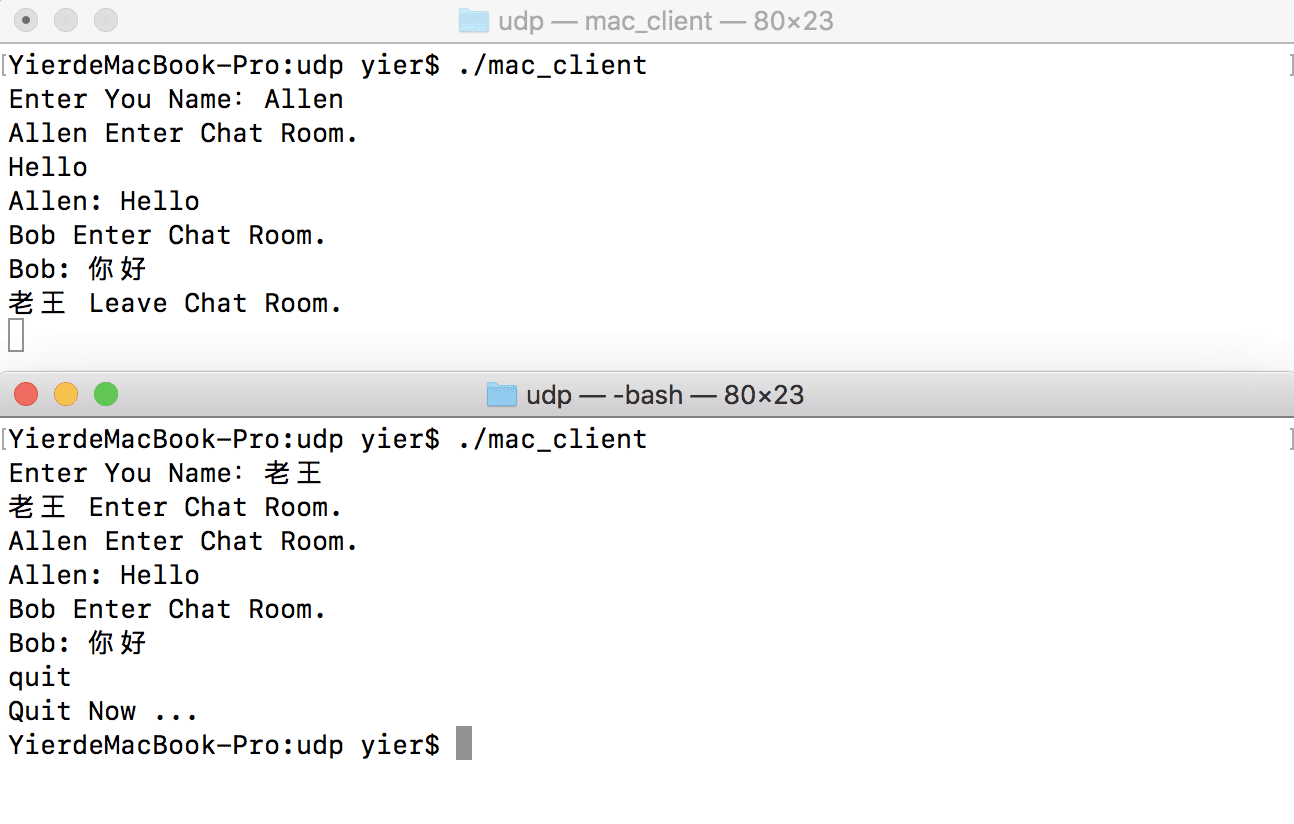 udp — mac_client — 80×23
YierdeMacBook-Pro:udp yier$ ./mac_client
Enter You Name: Allen
Allen Enter Chat Room.
Hello
Allen: Hello
Bob Enter Chat Room.
Bob: 你好
老王 Leave Chat Room.
udp — -bash — 80×23
YierdeMacBook-Pro:udp yier$ ./mac_client
Enter You Name: 老王
老王 Enter Chat Room.
Allen Enter Chat Room.
Allen: Hello
Bob Enter Chat Room.
Bob: 你好
quit
Quit Now ...
YierdeMacBook-Pro:udp yier$